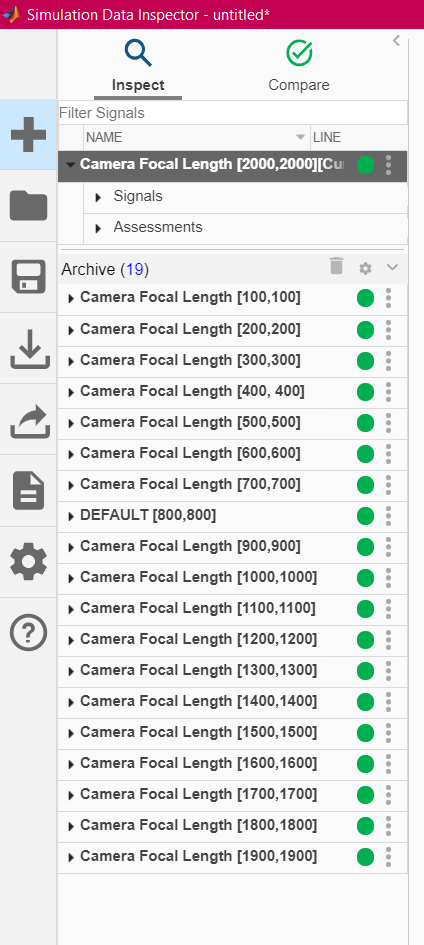 Simulation Data Inspector - untitled*
Inspect
Compare
Filter Signals
NAME LINE
Camera Focal Length [2000,2000][Cu
Signals
Assessments
Archive (19)
Camera Focal Length [100,100]
Camera Focal Length [200,200]
Camera Focal Length [300,300]
Camera Focal Length [400, 400]
Camera Focal Length [500,500]
Camera Focal Length [600,600]
Camera Focal Length [700,700]
DEFAULT [800,800]
Camera Focal Length [900,900]
Camera Focal Length [1000,1000]
Camera Focal Length [1100,1100]
Camera Focal Length [1200,1200]
Camera Focal Length [1300,1300]
Camera Focal Length [1400,1400]
Camera Focal Length [1500,1500]
Camera Focal Length [1600,1600]
Camera Focal Length [1700,1700]
Camera Focal Length [1800,1800]
Camera Focal Length [1900,1900]